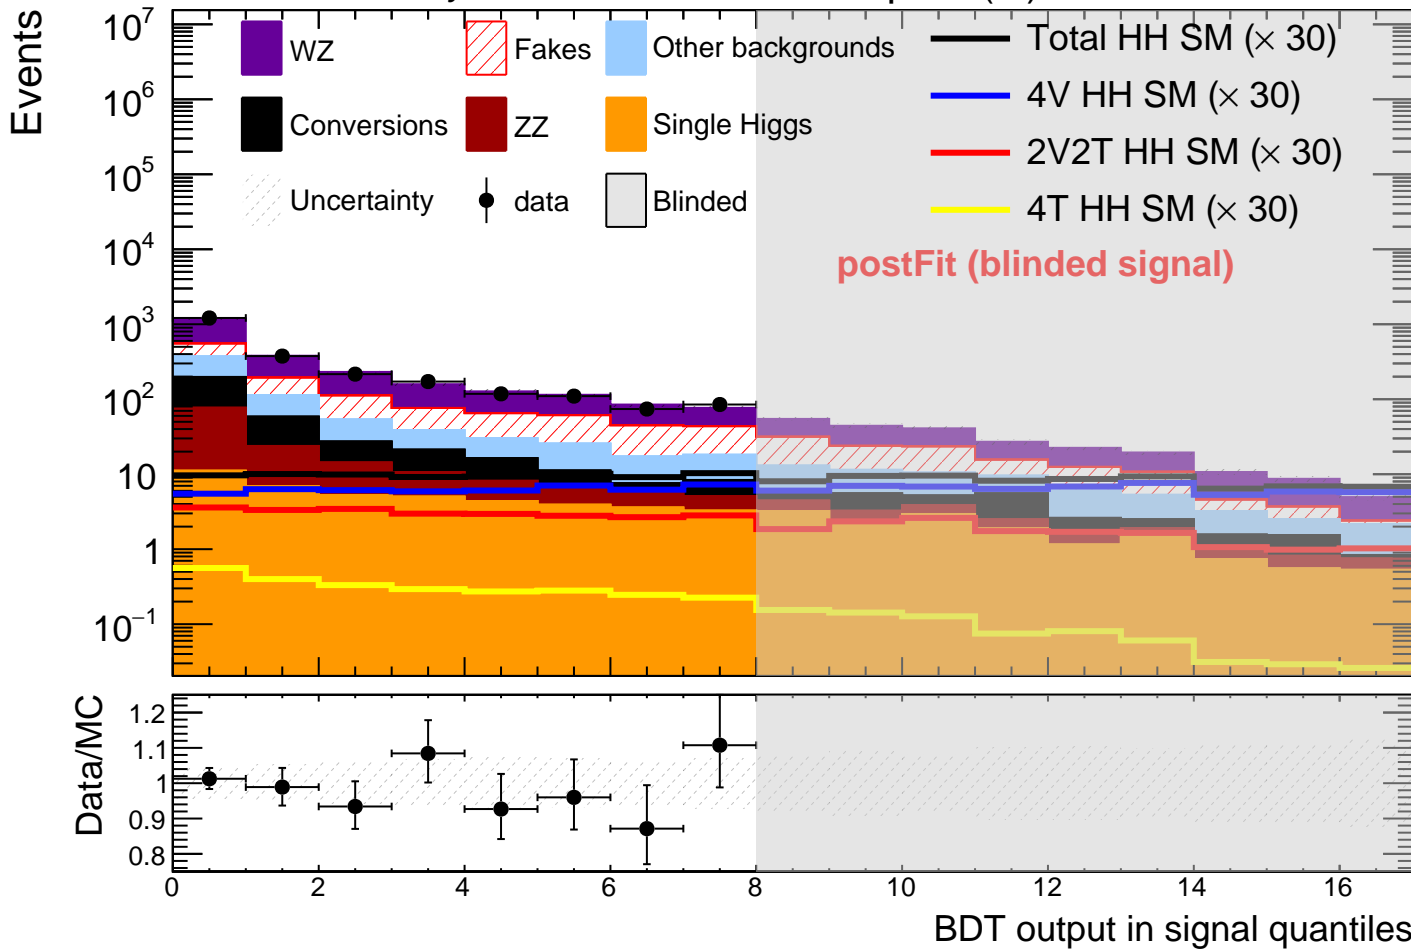 Events
10^7
10^6
10^5
10^4
10^3
10^2
10
1
10^−1
WZ
Fakes
Other backgrounds
Conversions
ZZ
Single Higgs
Uncertainty
data
Blinded
Total HH SM (× 30)
4V HH SM (× 30)
2V2T HH SM (× 30)
4T HH SM (× 30)
postFit (blinded signal)
Data/MC
1.2
1.1
1
0.9
0.8
0 2 4 6 8 10 12 14 16
BDT output in signal quantiles